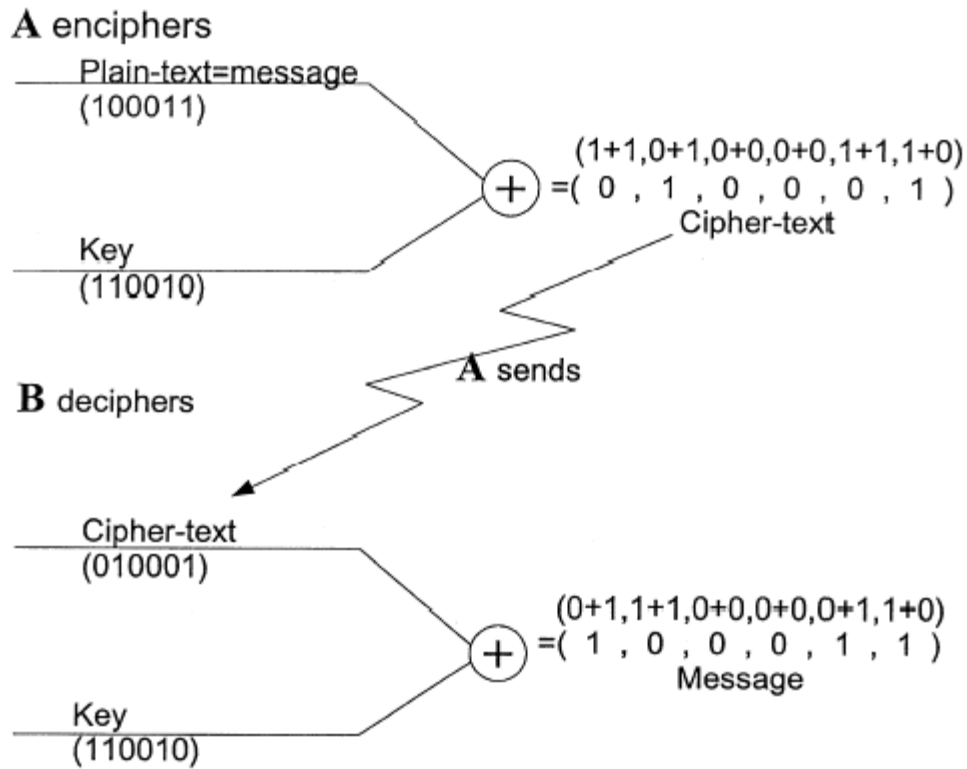 A enciphers
Plain-text=message
(100011)
(1+1,0+1,0+0,0+0,1+1,1+0)
+ =( 0 , 1 , 0 , 0 , 0 , 1 )
Cipher-text
Key
(110010)
A sends
B deciphers
Cipher-text
(010001)
(0+1,1+1,0+0,0+0,0+1,1+0)
+ =( 1 , 0 , 0 , 0 , 1 , 1 )
Message
Key
(110010)